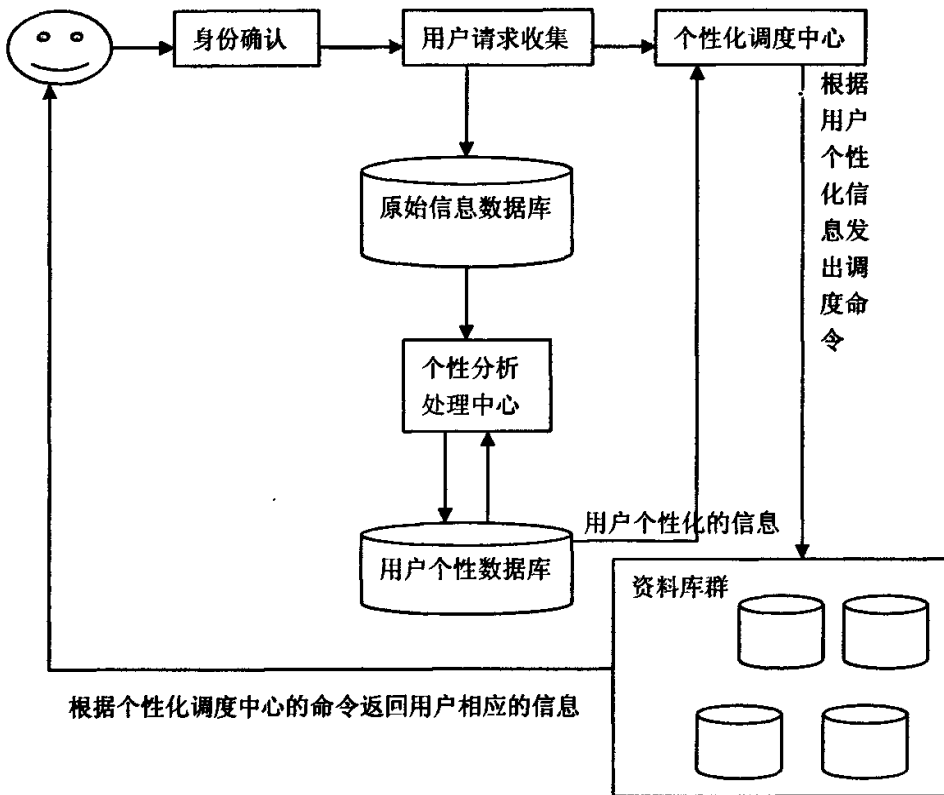 身份确认
用户请求收集
个性化调度中心
根据
用户
个性
化信
息发
出调
度命
令
原始信息数据库
个性分析
处理中心
用户个性化的信息
用户个性数据库
资料库群
根据个性化调度中心的命令返回用户相应的信息